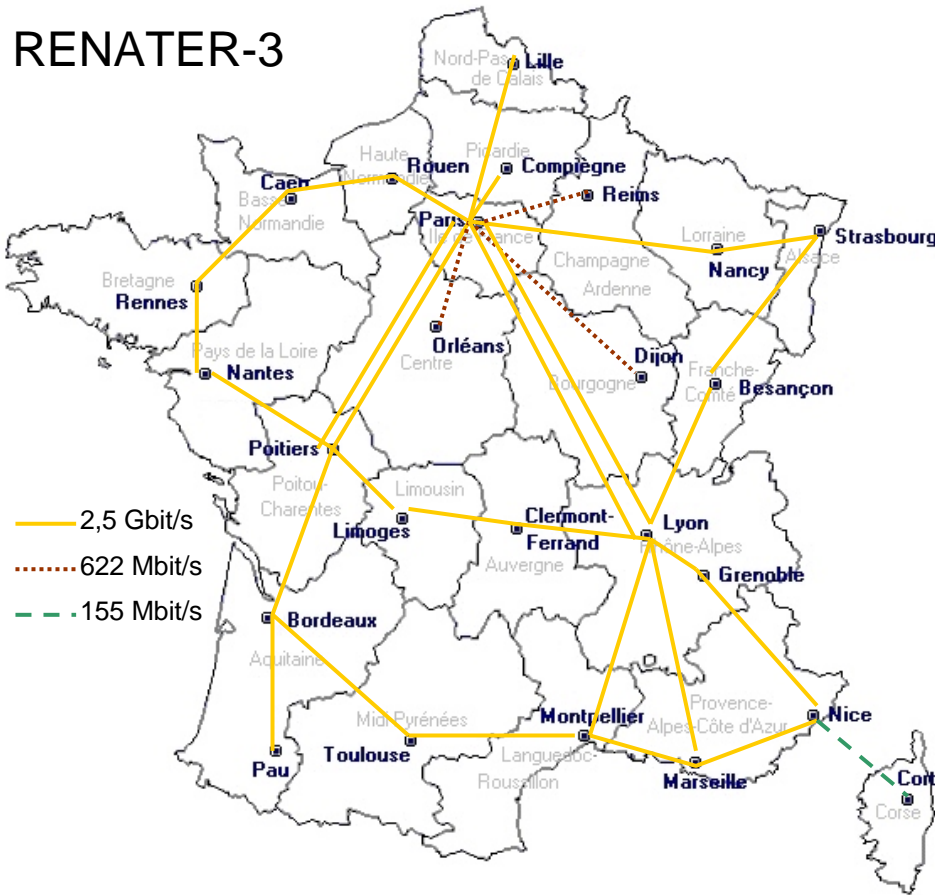 RENATER-3
Nord-Pas
de Calais
Lille
Haute
Normandie
Rouen
Picardie
Compiègne
Caen
Basse
Normandie
Reims
Paris
Ile de France
Lorraine
Nancy
Strasbourg
Alsace
Champagne
Ardenne
Bretagne
Rennes
Pays de la Loire
Nantes
Orléans
Centre
Dijon
Bourgogne
Franche-
Comté
Besançon
Poitiers
Poitou-
Charentes
Limousin
Limoges
Clermont-
Ferrand
Auvergne
Lyon
Rhône-Alpes
Grenoble
2,5 Gbit/s
622 Mbit/s
155 Mbit/s
Bordeaux
Aquitaine
Midi Pyrénées
Toulouse
Pau
Montpellier
Languedoc-
Roussillon
Provence-
Alpes-Côte d'Azur
Marseille
Nice
Cort
Corse